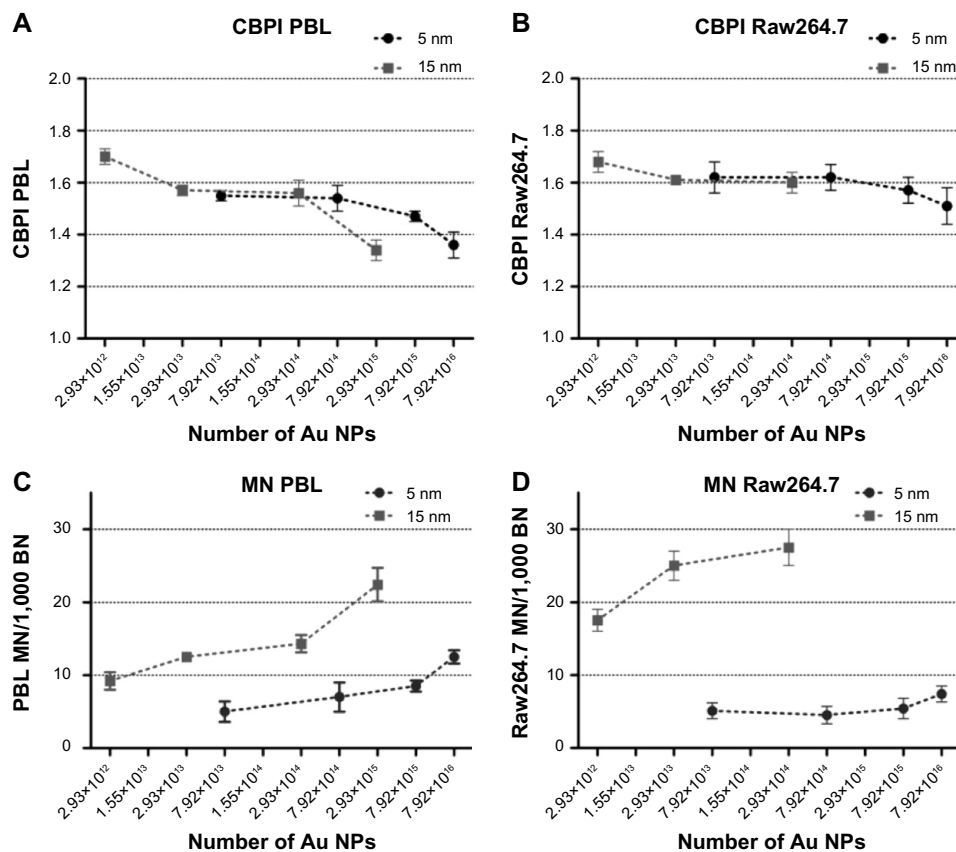 A
CBPI PBL
5 nm
15 nm
2.0
1.8
1.6
1.4
1.2
1.0
CBPI PBL
2.93×10¹²
1.55×10¹³
2.93×10¹³
7.92×10¹³
1.55×10¹⁴
2.93×10¹⁴
7.92×10¹⁴
2.93×10¹⁵
7.92×10¹⁵
7.92×10¹⁶
Number of Au NPs
B
CBPI Raw264.7
5 nm
15 nm
2.0
1.8
1.6
1.4
1.2
1.0
CBPI Raw264.7
2.93×10¹²
1.55×10¹³
2.93×10¹³
7.92×10¹³
1.55×10¹⁴
2.93×10¹⁴
7.92×10¹⁴
2.93×10¹⁵
7.92×10¹⁵
7.92×10¹⁶
Number of Au NPs
C
MN PBL
5 nm
15 nm
30
20
10
0
PBL MN/1,000 BN
2.93×10¹²
1.55×10¹³
2.93×10¹³
7.92×10¹³
1.55×10¹⁴
2.93×10¹⁴
7.92×10¹⁴
2.93×10¹⁵
7.92×10¹⁵
7.92×10¹⁶
Number of Au NPs
D
MN Raw264.7
5 nm
15 nm
30
20
10
0
Raw264.7 MN/1,000 BN
2.93×10¹²
1.55×10¹³
2.93×10¹³
7.92×10¹³
1.55×10¹⁴
2.93×10¹⁴
7.92×10¹⁴
2.93×10¹⁵
7.92×10¹⁵
7.92×10¹⁶
Number of Au NPs